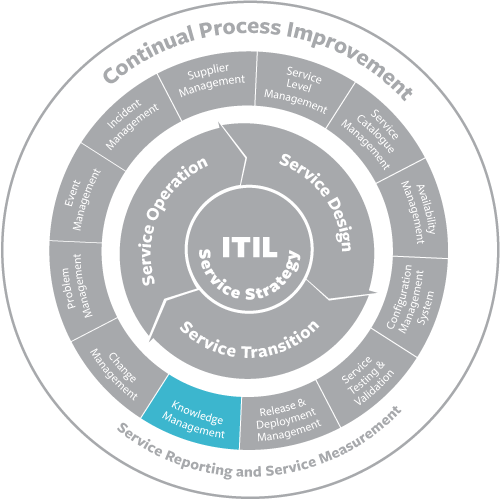 Continual Process Improvement
Supplier
Management
Service
Level
Management
Service
Catalogue
Management
Availability
Management
Configuration
Management
System
Service
Testing &
Validation
Release &
Deployment
Management
Knowledge
Management
Change
Management
Problem
Management
Event
Management
Incident
Management
Service Operation
Service Design
Service Transition
ITIL
Service Strategy
Service Reporting and Service Measurement